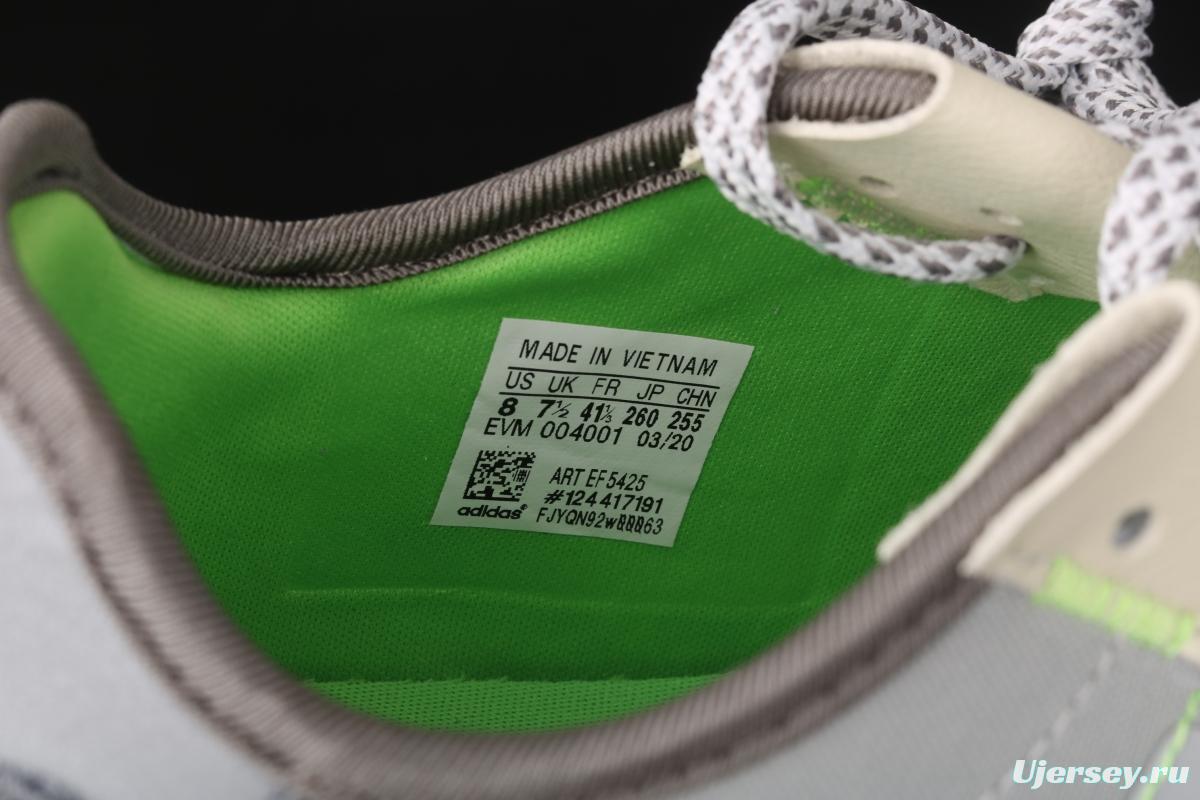 MADE IN VIETNAM
US UK FR JP CHN
8 7½ 41⅓ 260 255
EVM 004001 03/20
ART EF5425
#124417191
adidas® FJYQN92w
Ujersey.ru